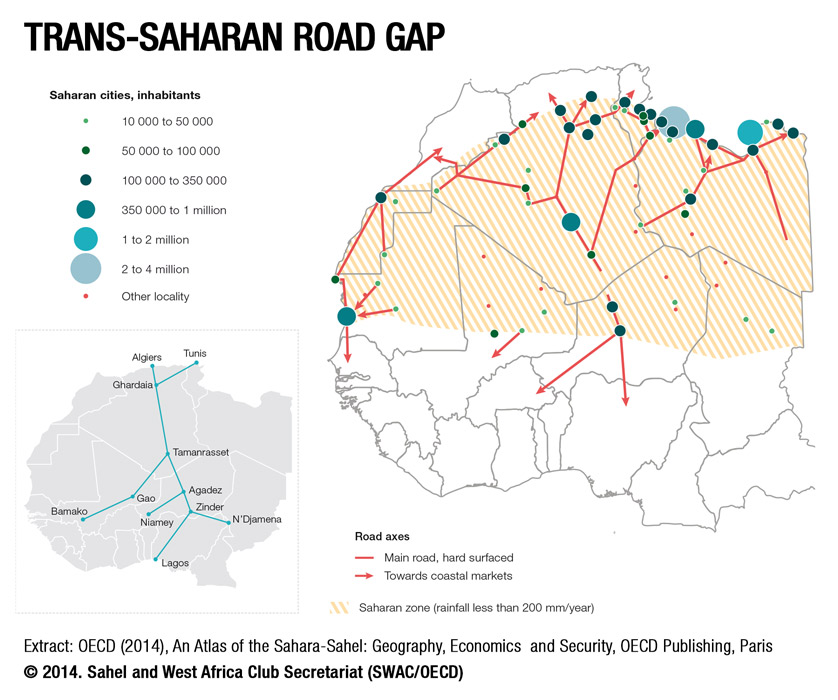 TRANS-SAHARAN ROAD GAP
Saharan cities, inhabitants
10 000 to 50 000
50 000 to 100 000
100 000 to 350 000
350 000 to 1 million
1 to 2 million
2 to 4 million
Other locality
Algiers
Tunis
Ghardaia
Tamanrasset
Gao
Agadez
Bamako
Niamey
Zinder
N'Djamena
Lagos
Road axes
Main road, hard surfaced
Towards coastal markets
Saharan zone (rainfall less than 200 mm/year)
Extract: OECD (2014), An Atlas of the Sahara-Sahel: Geography, Economics and Security, OECD Publishing, Paris
© 2014. Sahel and West Africa Club Secretariat (SWAC/OECD)